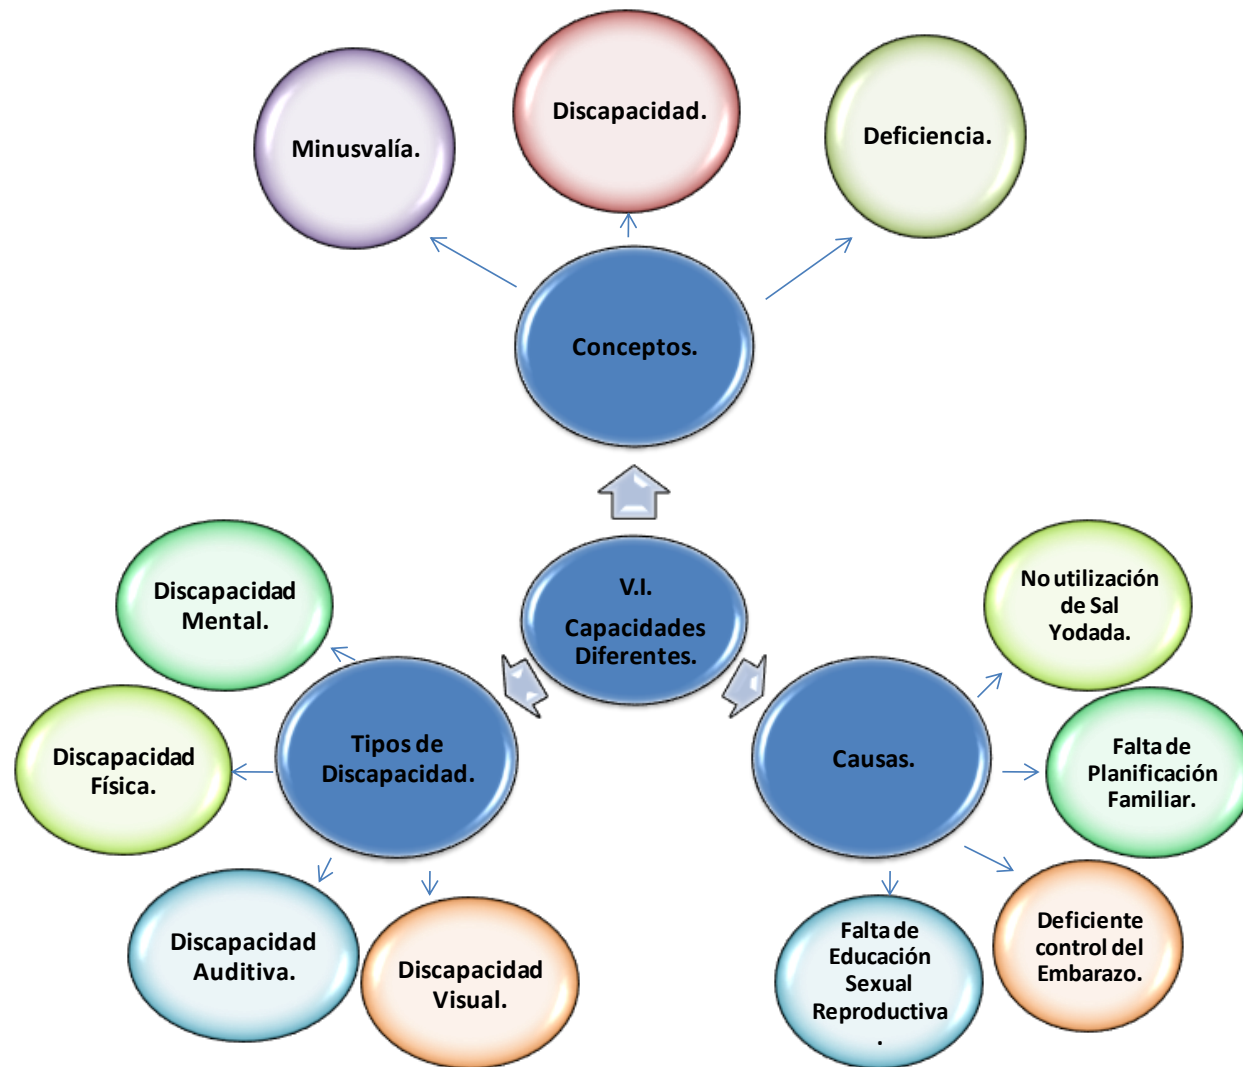 Minusvalía.
Discapacidad.
Deficiencia.
Conceptos.
V.I.
Capacidades
Diferentes.
Discapacidad
Mental.
Discapacidad
Física.
Tipos de
Discapacidad.
Discapacidad
Auditiva.
Discapacidad
Visual.
Causas.
No utilización
de Sal
Yodada.
Falta de
Planificación
Familiar.
Deficiente
control del
Embarazo.
Falta de
Educación
Sexual
Reproductiva
.